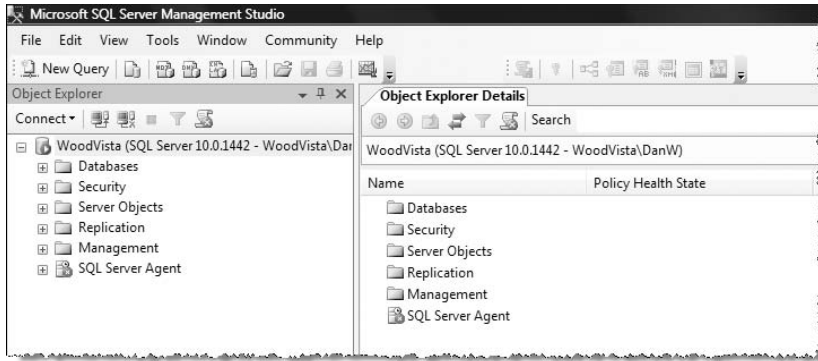 Microsoft SQL Server Management Studio
File Edit View Tools Window Community Help
New Query
Object Explorer
Connect
WoodVista (SQL Server 10.0.1442 - WoodVista\Dan
Databases
Security
Server Objects
Replication
Management
SQL Server Agent
Object Explorer Details
Search
WoodVista (SQL Server 10.0.1442 - WoodVista\DanW)
Name Policy Health State
Databases
Security
Server Objects
Replication
Management
SQL Server Agent